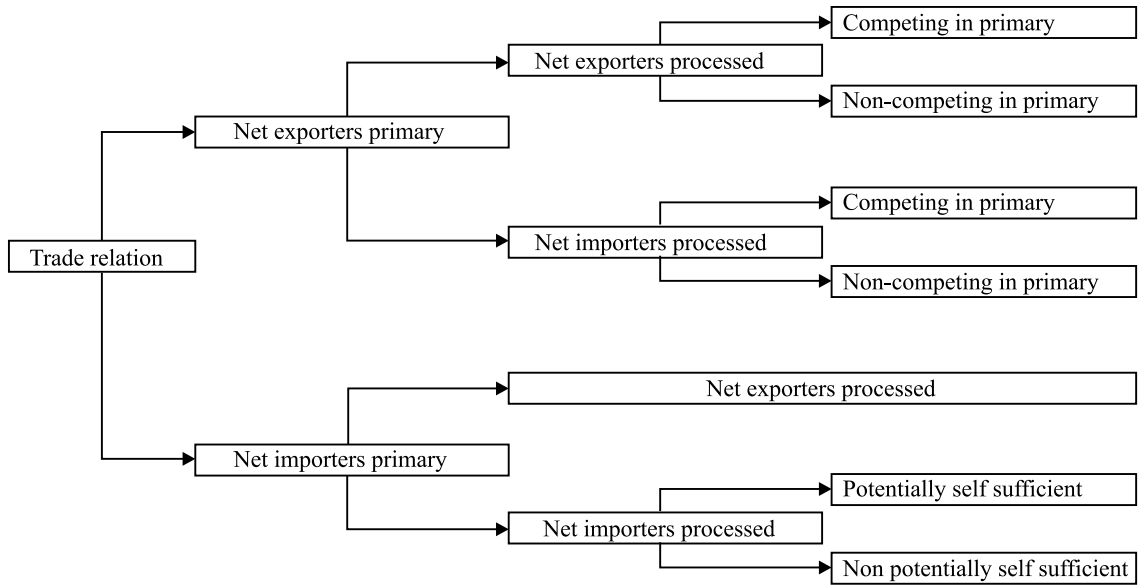 Competing in primary
Net exporters processed
Non-competing in primary
Net exporters primary
Competing in primary
Net importers processed
Trade relation
Non-competing in primary
Net exporters processed
Net importers primary
Potentially self sufficient
Net importers processed
Non potentially self sufficient